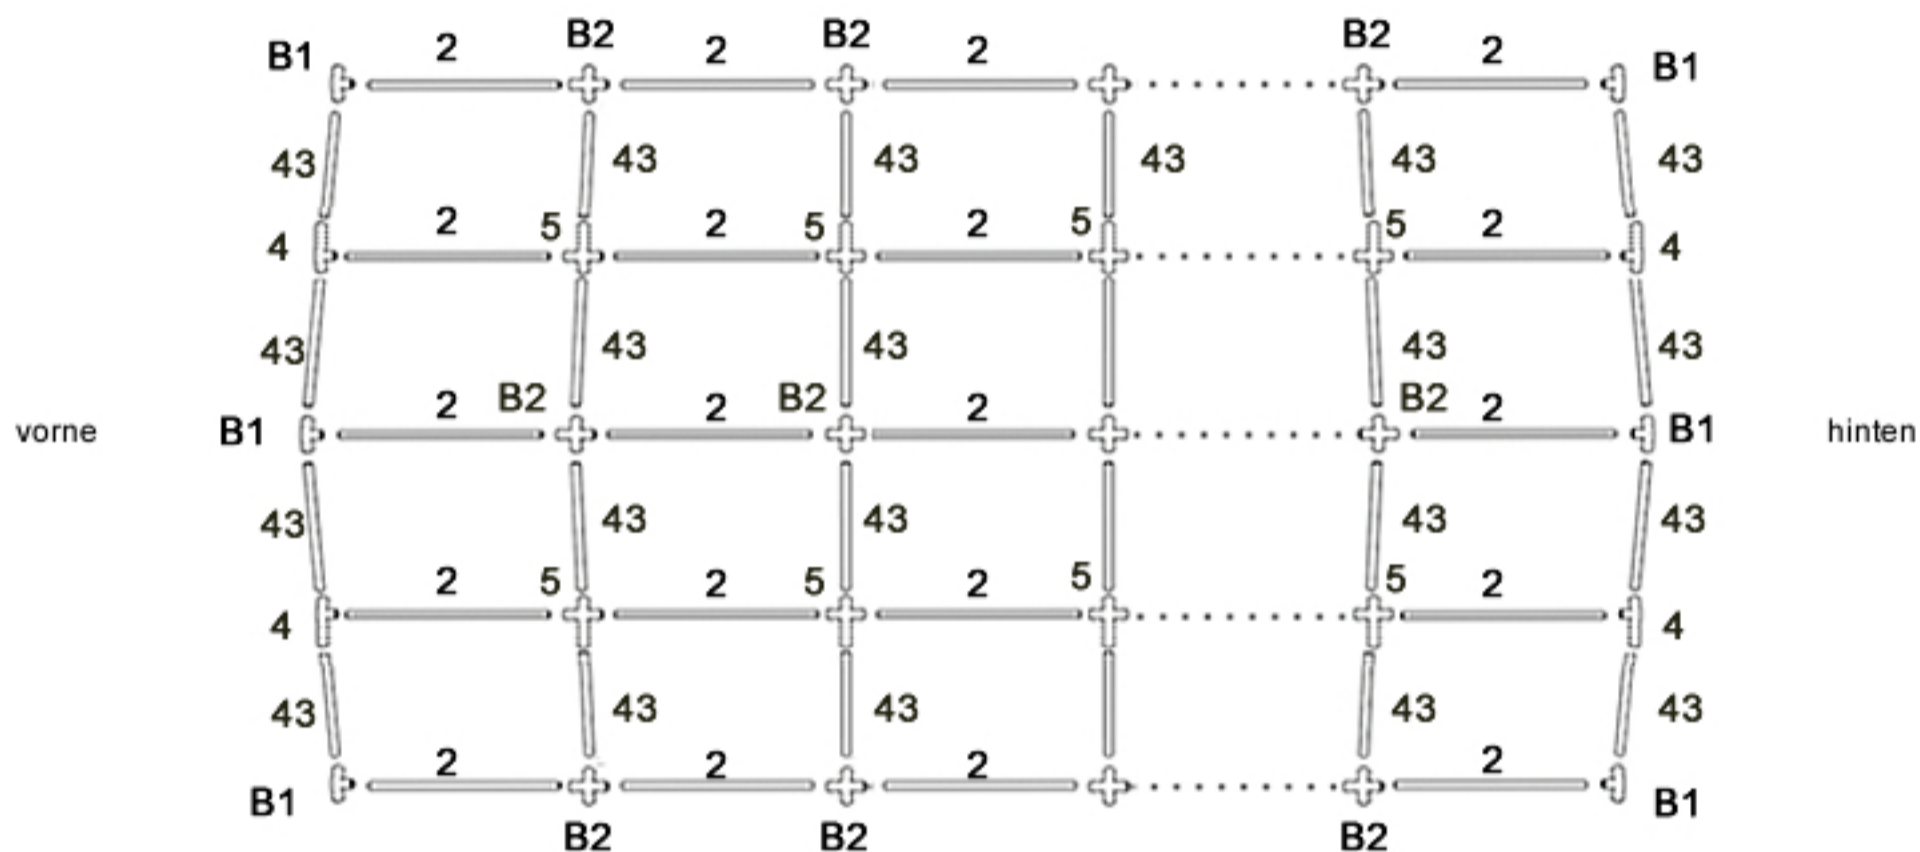 B1 2 B2 2 B2 2 B2 2 B1
43 43 43 43 43 43
4 2 5 2 5 2 5 5 2 4
43 43 43 43 43
vorne B1 2 B2 2 B2 2 B2 2 B1 hinten
43 43 43 43 43
4 2 5 2 5 2 5 5 2 4
43 43 43 43 43
B1 2 2 2 2 B1
B2 B2 B2